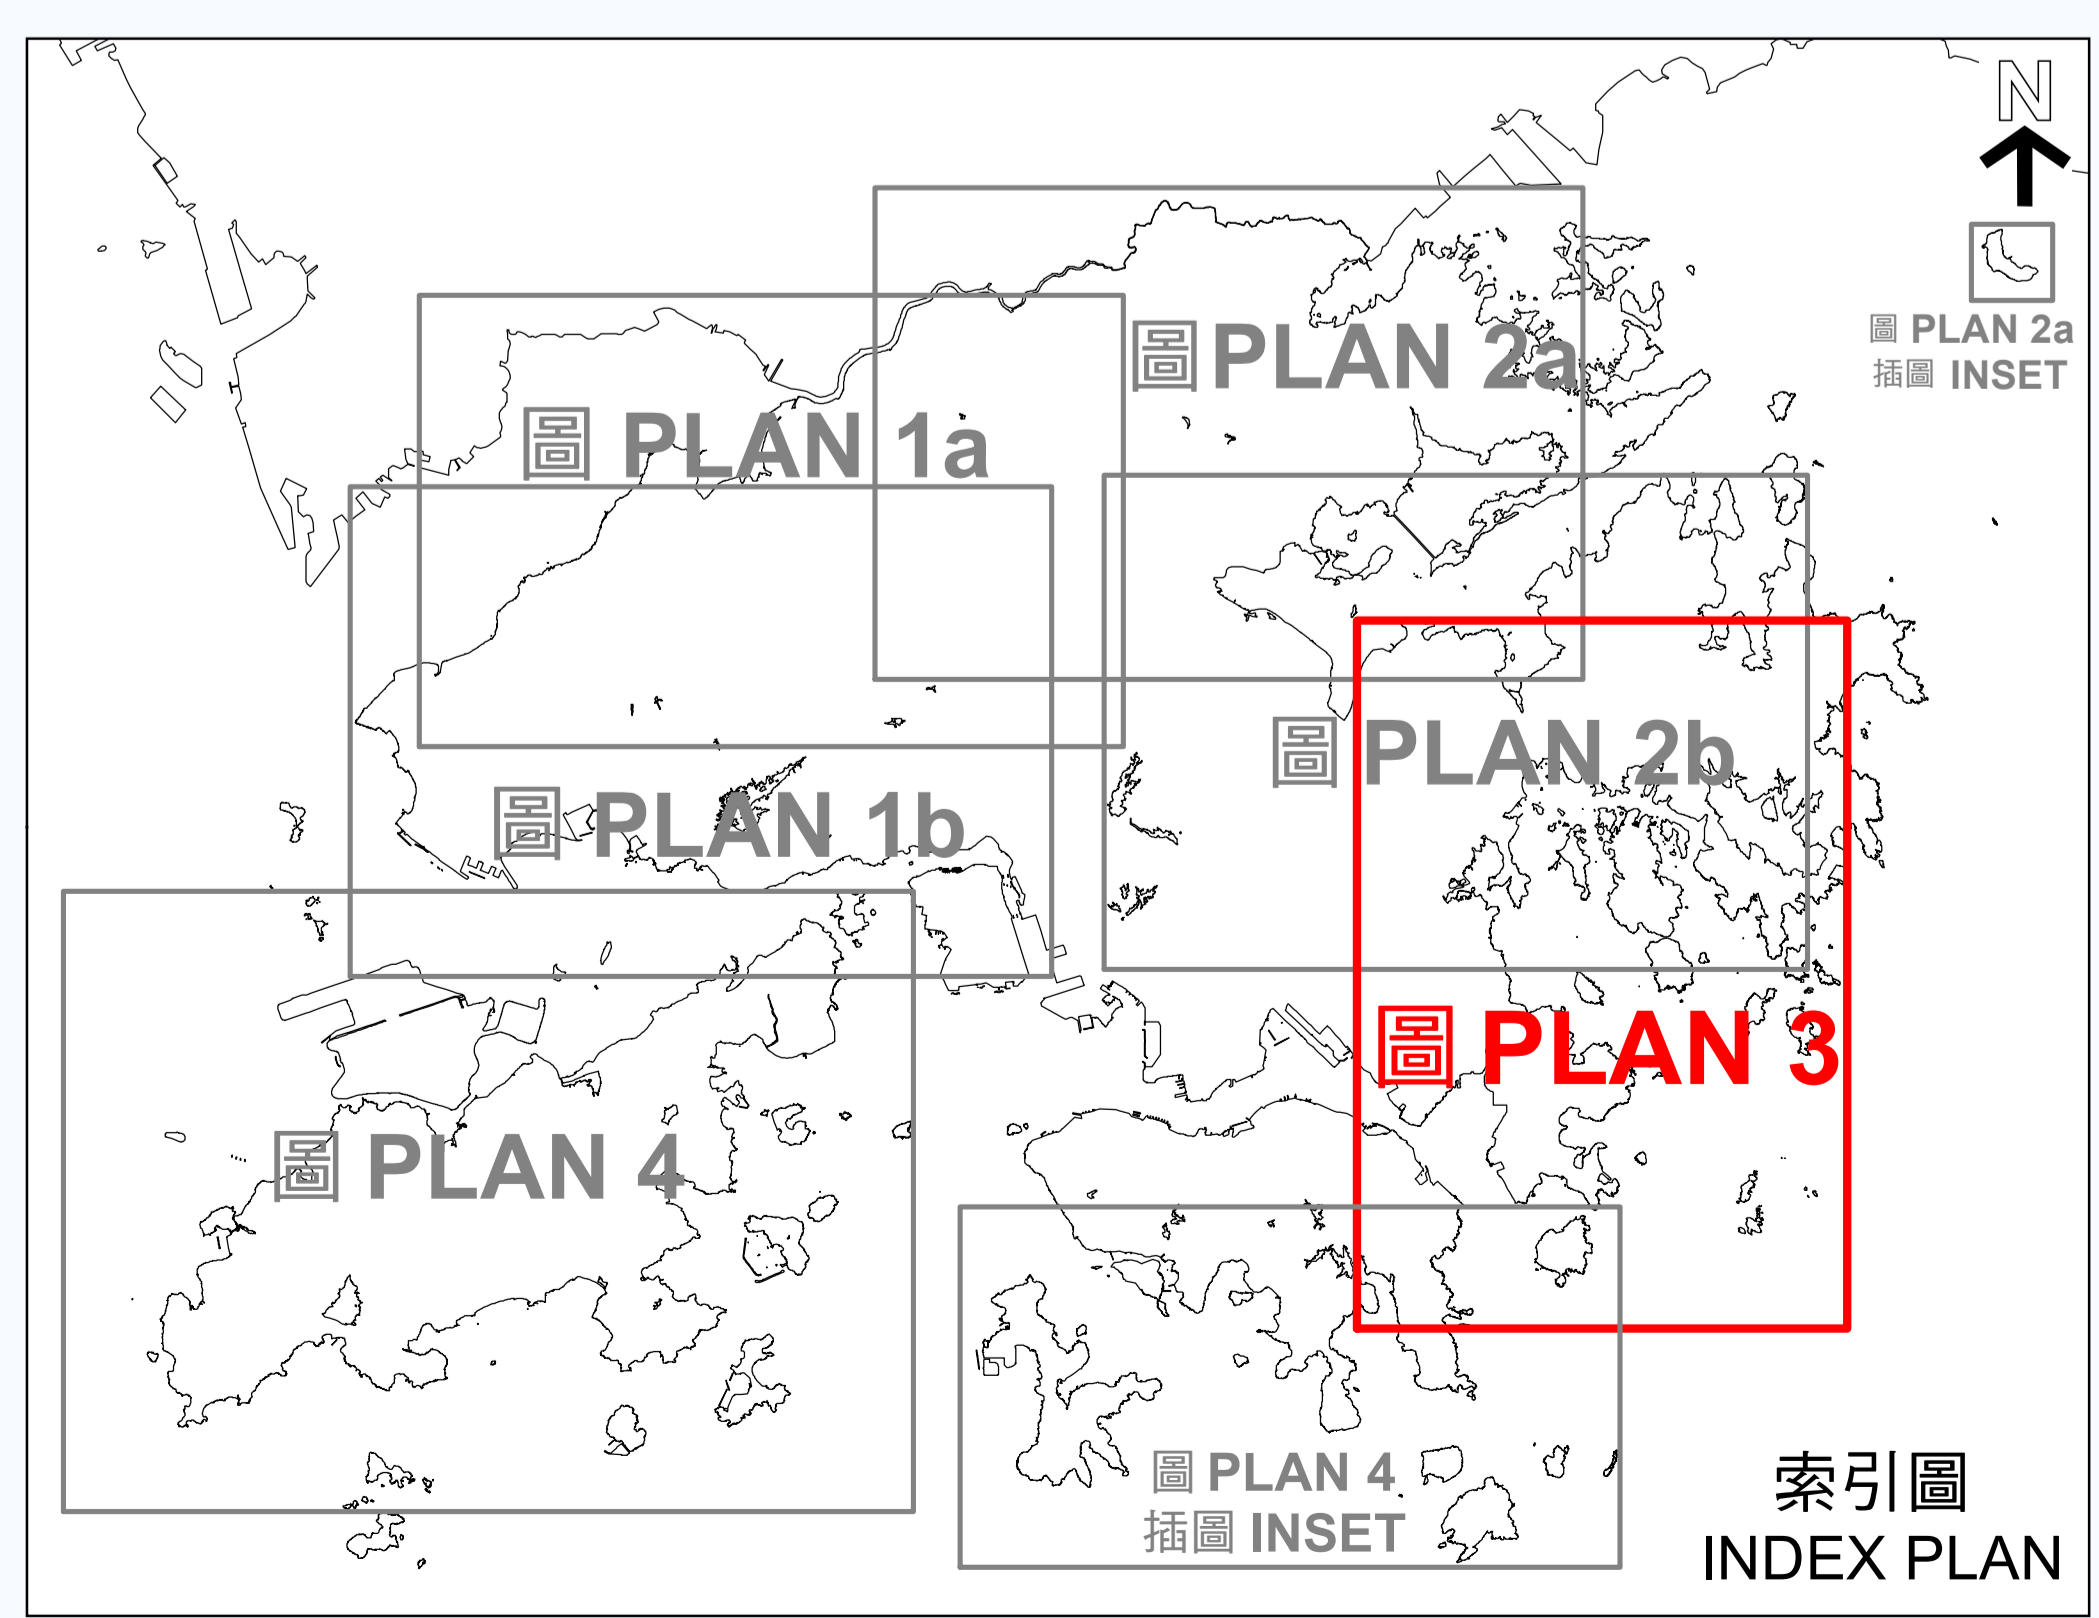 N
圖 PLAN 2a
插圖 INSET
圖 PLAN 2a
圖 PLAN 1a
圖 PLAN 2b
圖 PLAN 1b
圖 PLAN 3
圖 PLAN 4
圖 PLAN 4
插圖 INSET
索引圖
INDEX PLAN